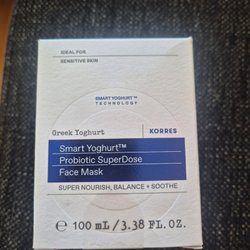 IDEAL FOR
SENSITIVE SKIN
SMART YOGHURT™
TECHNOLOGY
Greek Yoghurt
KORRES
Smart Yoghurt™
Probiotic SuperDose
Face Mask
SUPER NOURISH, BALANCE + SOOTHE
℮ 100 mL / 3.38 FL. OZ.